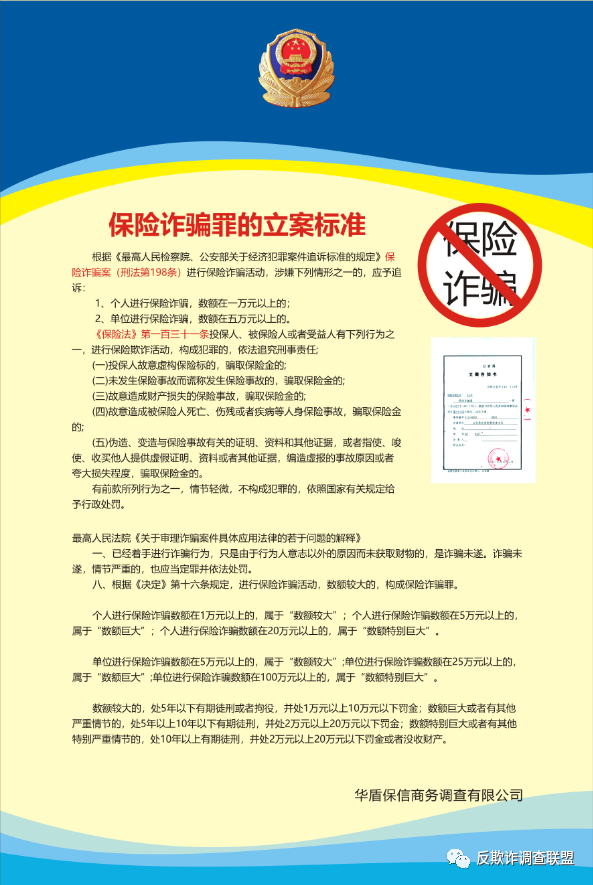 保险诈骗罪的立案标准
保险
诈骗
根据《最高人民检察院、公安部关于经济犯罪案件追诉标准的规定》保
险诈骗案（刑法第198条）进行保险诈骗活动，涉嫌下列情形之一的，应予追
诉：
1、个人进行保险诈骗，数额在一万元以上的；
2、单位进行保险诈骗，数额在五万元以上的。
《保险法》第一百三十一条投保人、被保险人或者受益人有下列行为之
一，进行保险欺诈活动，构成犯罪的，依法追究刑事责任;
(一)投保人故意虚构保险标的，骗取保险金的;
(二)未发生保险事故而谎称发生保险事故的，骗取保险金的;
(三)故意造成财产损失的保险事故，骗取保险金的;
(四)故意造成被保险人死亡、伤残或者疾病等人身保险事故，骗取保险金
的;
(五)伪造、变造与保险事故有关的证明、资料和其他证据，或者指使、唆
使、收买他人提供虚假证明、资料或者其他证据，编造虚报的事故原因或者
夸大损失程度，骗取保险金的。
有前款所列行为之一，情节轻微，不构成犯罪的，依照国家有关规定给
予行政处罚。
立案告知书
最高人民法院《关于审理诈骗案件具体应用法律的若干问题的解释》
一、已经着手进行诈骗行为，只是由于行为人意志以外的原因而未获取财物的，是诈骗未遂。诈骗未
遂，情节严重的，也应当定罪并依法处罚。
八、根据《决定》第十六条规定，进行保险诈骗活动，数额较大的，构成保险诈骗罪。
个人进行保险诈骗数额在1万元以上的，属于“数额较大”；个人进行保险诈骗数额在5万元以上的，
属于“数额巨大”；个人进行保险诈骗数额在20万元以上的，属于“数额特别巨大”。
单位进行保险诈骗数额在5万元以上的，属于“数额较大”;单位进行保险诈骗数额在25万元以上的，
属于“数额巨大”;单位进行保险诈骗数额在100万元以上的，属于“数额特别巨大”。
数额较大的，处5年以下有期徒刑或者拘役，并处1万元以上10万元以下罚金；数额巨大或者有其他
严重情节的，处5年以上10年以下有期徒刑，并处2万元以上20万元以下罚金；数额特别巨大或者有其他
特别严重情节的，处10年以上有期徒刑，并处2万元以上20万元以下罚金或者没收财产。
华盾保信商务调查有限公司
反欺诈调查联盟